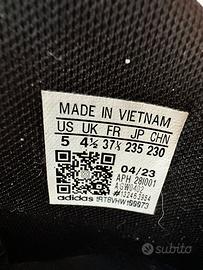 MADE IN VIETNAM
US UK FR JP CHN
5 4½ 37⅓ 235 230
04/23
APH 281001
adidas
subito